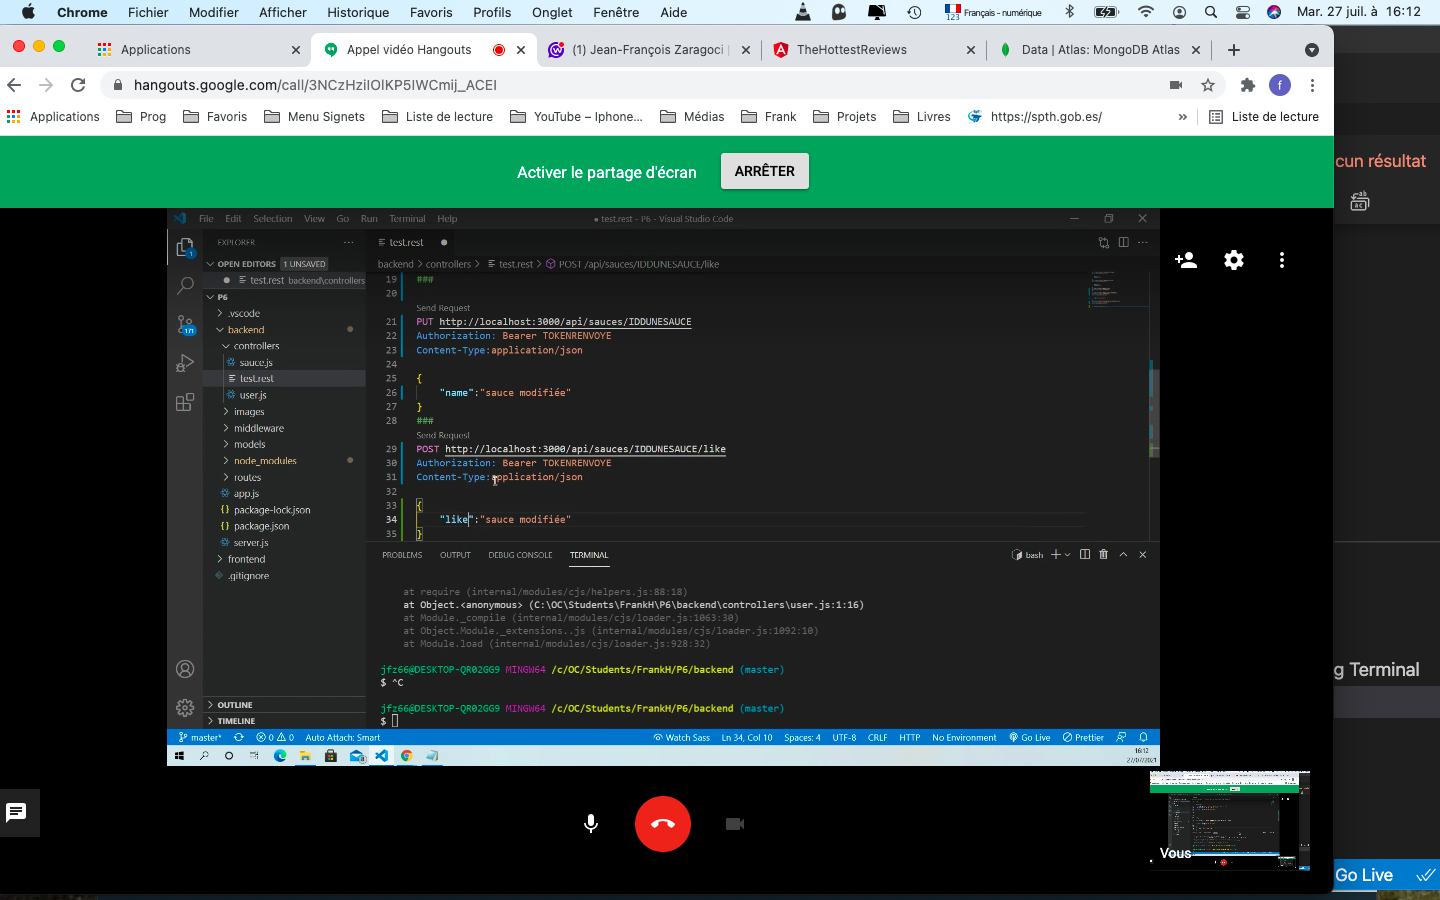 Chrome Fichier Modifier Afficher Historique Favoris Profils Onglet Fenêtre Aide 123 Français - numérique Mar. 27 juil. à 16:12
Applications Appel vidéo Hangouts (1) Jean-François Zaragoci | TheHottestReviews Data | Atlas: MongoDB Atlas
hangouts.google.com/call/3NCzHziIOlKP5IWCmij_ACEI f
Applications Prog Favoris Menu Signets Liste de lecture YouTube – Iphone... Médias Frank Projets Livres https://spth.gob.es/ » Liste de lecture
Activer le partage d'écran ARRÊTER
cun résultat
File Edit Selection View Go Run Terminal Help ● test.rest - P6 - Visual Studio Code
EXPLORER ··· test.rest
OPEN EDITORS 1 UNSAVED
test.rest backend\controllers
P6
.vscode
backend
controllers
sauce.js
test.rest
user.js
images
middleware
models
node_modules
routes
app.js
package-lock.json
package.json
server.js
frontend
.gitignore
OUTLINE
TIMELINE
backend > controllers > test.rest > POST /api/sauces/IDDUNESAUCE/like
19 ###
20
Send Request
21 PUT http://localhost:3000/api/sauces/IDDUNESAUCE
22 Authorization: Bearer TOKENRENVOYE
23 Content-Type:application/json
24
25 {
26 "name":"sauce modifiée"
27 }
28 ###
Send Request
29 POST http://localhost:3000/api/sauces/IDDUNESAUCE/like
30 Authorization: Bearer TOKENRENVOYE
31 Content-Type:application/json
32
33 {
34 "like":"sauce modifiée"
35 }
PROBLEMS OUTPUT DEBUG CONSOLE TERMINAL bash
at require (internal/modules/cjs/helpers.js:88:18)
at Object.<anonymous> (C:\OC\Students\FrankH\P6\backend\controllers\user.js:1:16)
at Module._compile (internal/modules/cjs/loader.js:1063:30)
at Object.Module._extensions..js (internal/modules/cjs/loader.js:1092:10)
at Module.load (internal/modules/cjs/loader.js:928:32)
jfz66@DESKTOP-QR02GG9 MINGW64 /c/OC/Students/FrankH/P6/backend (master)
$ ^C
jfz66@DESKTOP-QR02GG9 MINGW64 /c/OC/Students/FrankH/P6/backend (master)
$
g Terminal
master* 0 0 Auto Attach: Smart Watch Sass Ln 34, Col 10 Spaces: 4 UTF-8 CRLF HTTP No Environment Go Live Prettier
16:12
27/07/2021
Vous
Go Live